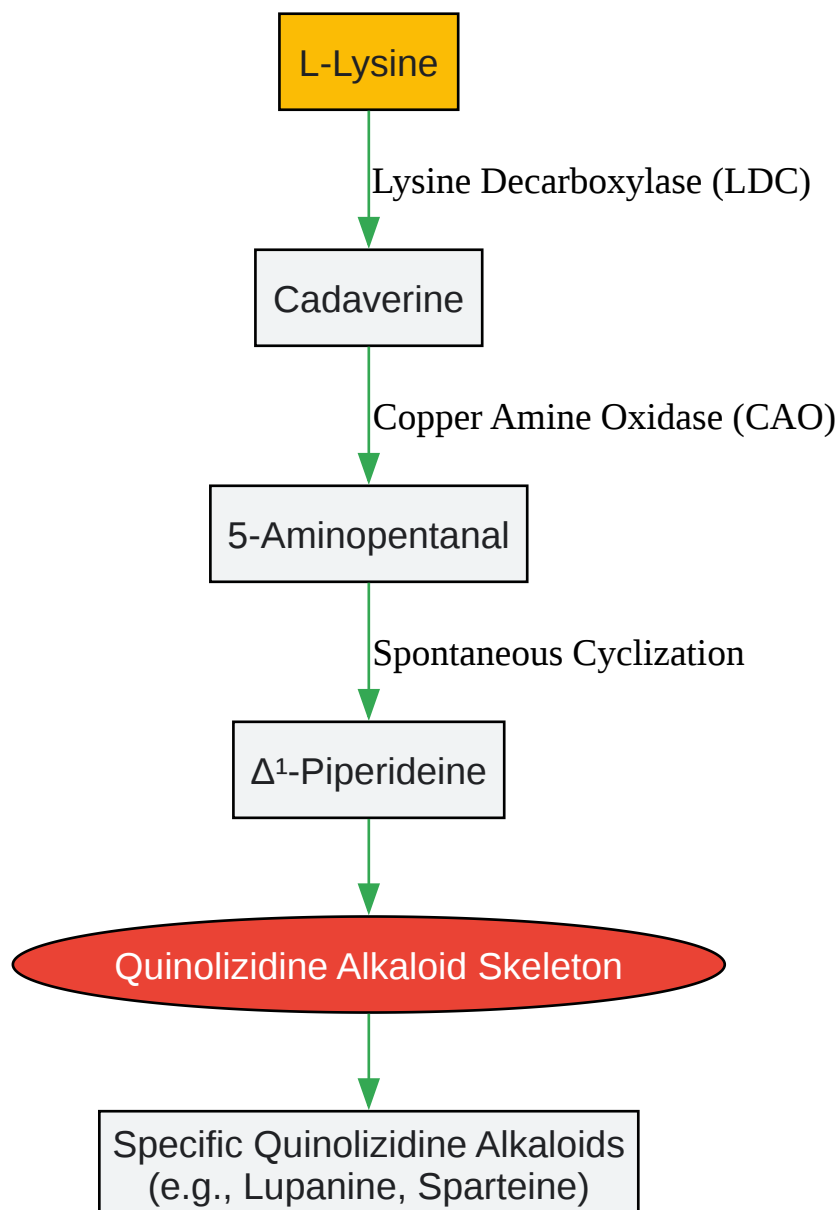 L-Lysine
Lysine Decarboxylase (LDC)
Cadaverine
Copper Amine Oxidase (CAO)
5-Aminopentanal
Spontaneous Cyclization
Δ¹-Piperideine
Quinolizidine Alkaloid Skeleton
Specific Quinolizidine Alkaloids
(e.g., Lupanine, Sparteine)